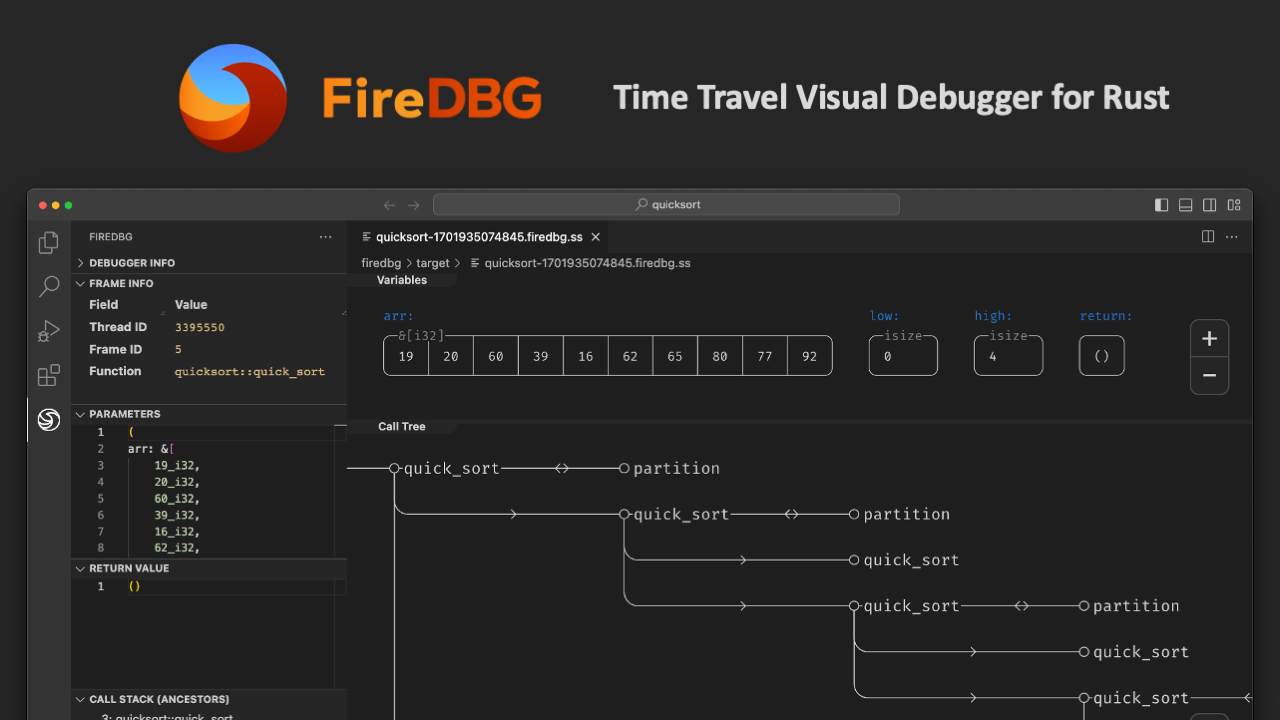 FireDBG
Time Travel Visual Debugger for Rust
quicksort
FIREDBG
DEBUGGER INFO
FRAME INFO
Field Value
Thread ID 3395550
Frame ID 5
Function quicksort::quick_sort
PARAMETERS
1 (
2 arr: &[
3 19_i32,
4 20_i32,
5 60_i32,
6 39_i32,
7 16_i32,
8 62_i32,
RETURN VALUE
1 ()
CALL STACK (ANCESTORS)
3: quicksort::quick_sort
quicksort-1701935074845.firedbg.ss
firedbg > target > quicksort-1701935074845.firedbg.ss
Variables
arr: low: high: return:
&[i32] isize isize
19 20 60 39 16 62 65 80 77 92 0 4 ()
+
−
Call Tree
quick_sort <> partition
quick_sort <> partition
quick_sort
quick_sort <> partition
quick_sort
quick_sort